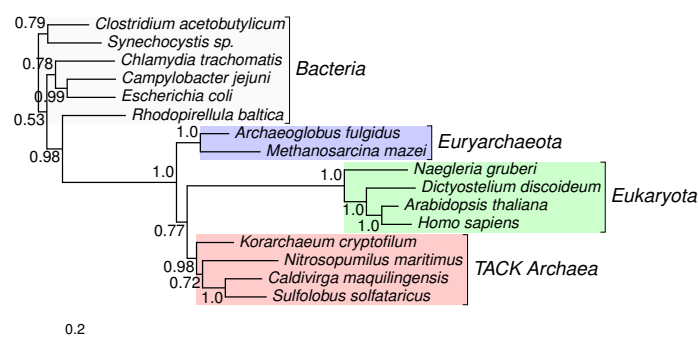 0.79
Clostridium acetobutylicum
Synechocystis sp.
0.78
Chlamydia trachomatis
Bacteria
Campylobacter jejuni
0.99
Escherichia coli
0.53
Rhodopirellula baltica
1.0
Archaeoglobus fulgidus
Euryarchaeota
0.98
Methanosarcina mazei
1.0
1.0
Naegleria gruberi
Dictyostelium discoideum
Eukaryota
1.0
Arabidopsis thaliana
1.0
Homo sapiens
0.77
Korarchaeum cryptofilum
0.98
Nitrosopumilus maritimus
TACK Archaea
0.72
Caldivirga maquilingensis
1.0
Sulfolobus solfataricus
0.2